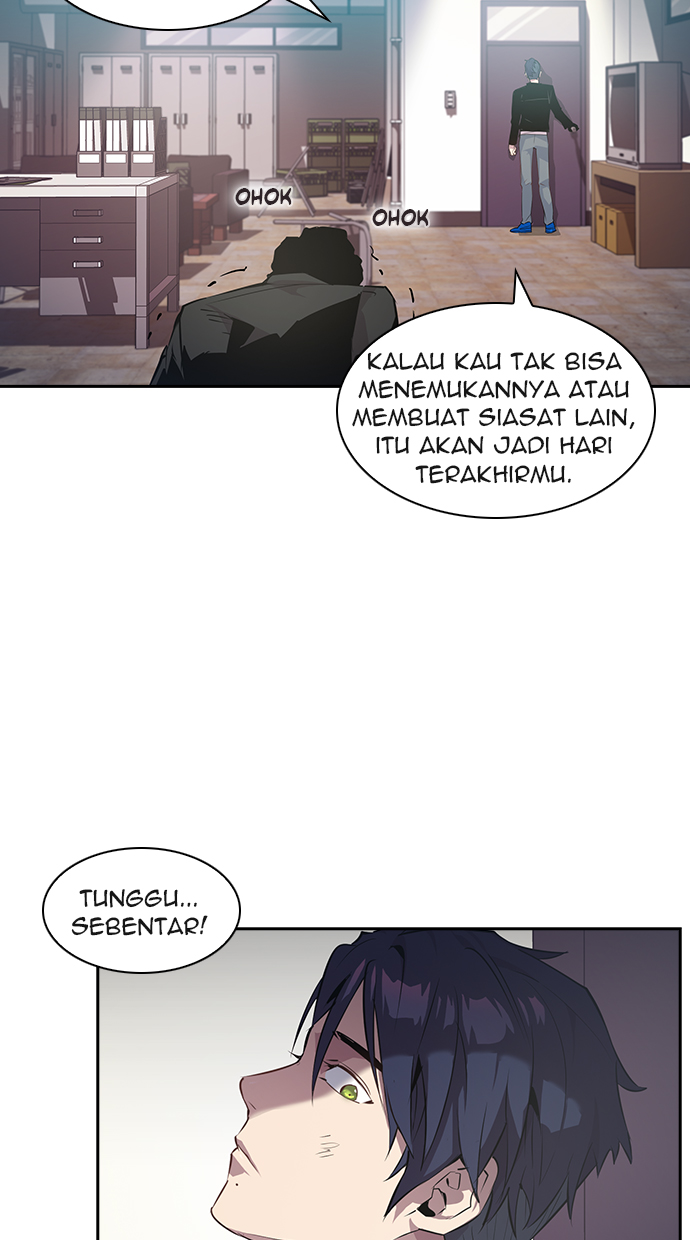 OHOK
OHOK
KALAU KAU TAK BISA
MENEMUKANNYA ATAU
MEMBUAT SIASAT LAIN,
ITU AKAN JADI HARI
TERAKHIRMU.
TUNGGU...
SEBENTAR!